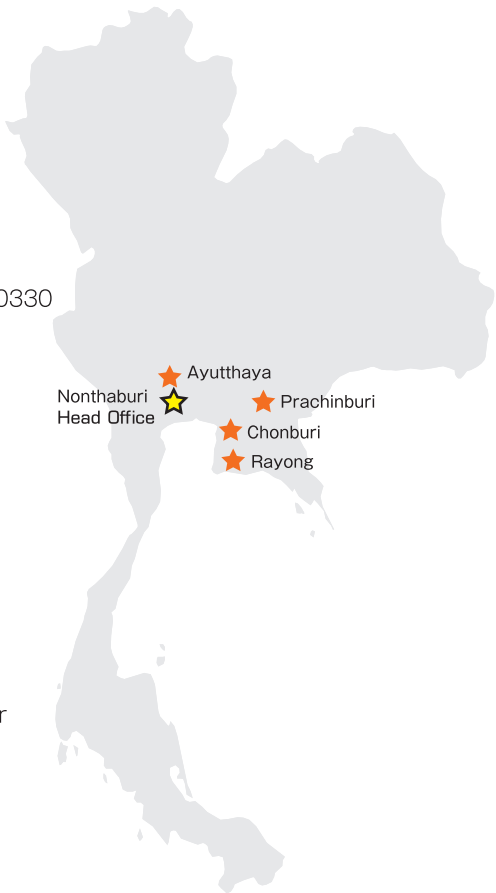 0330
Ayutthaya
Nonthaburi
Head Office
Prachinburi
Chonburi
Rayong
r